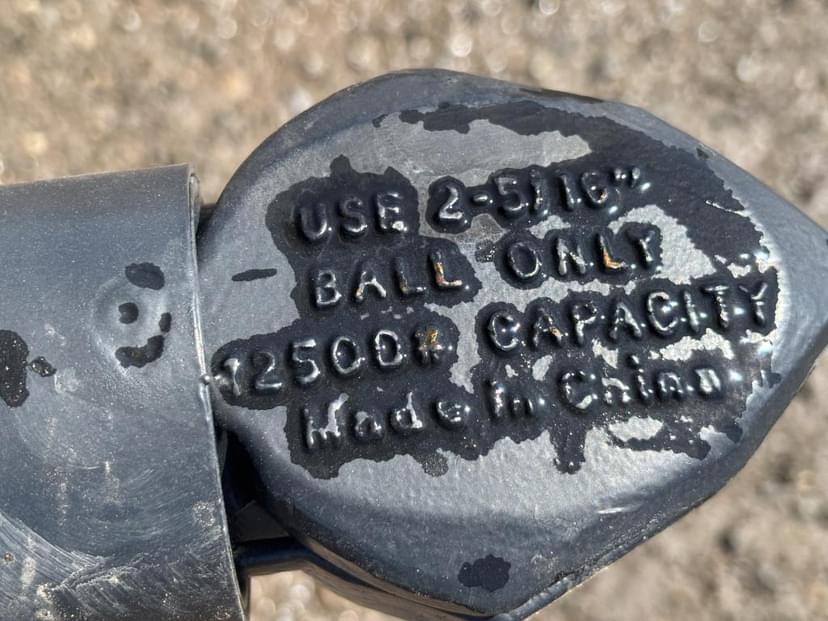 USE 2-5/16"
BALL ONLY
12500# CAPACITY
Made In China